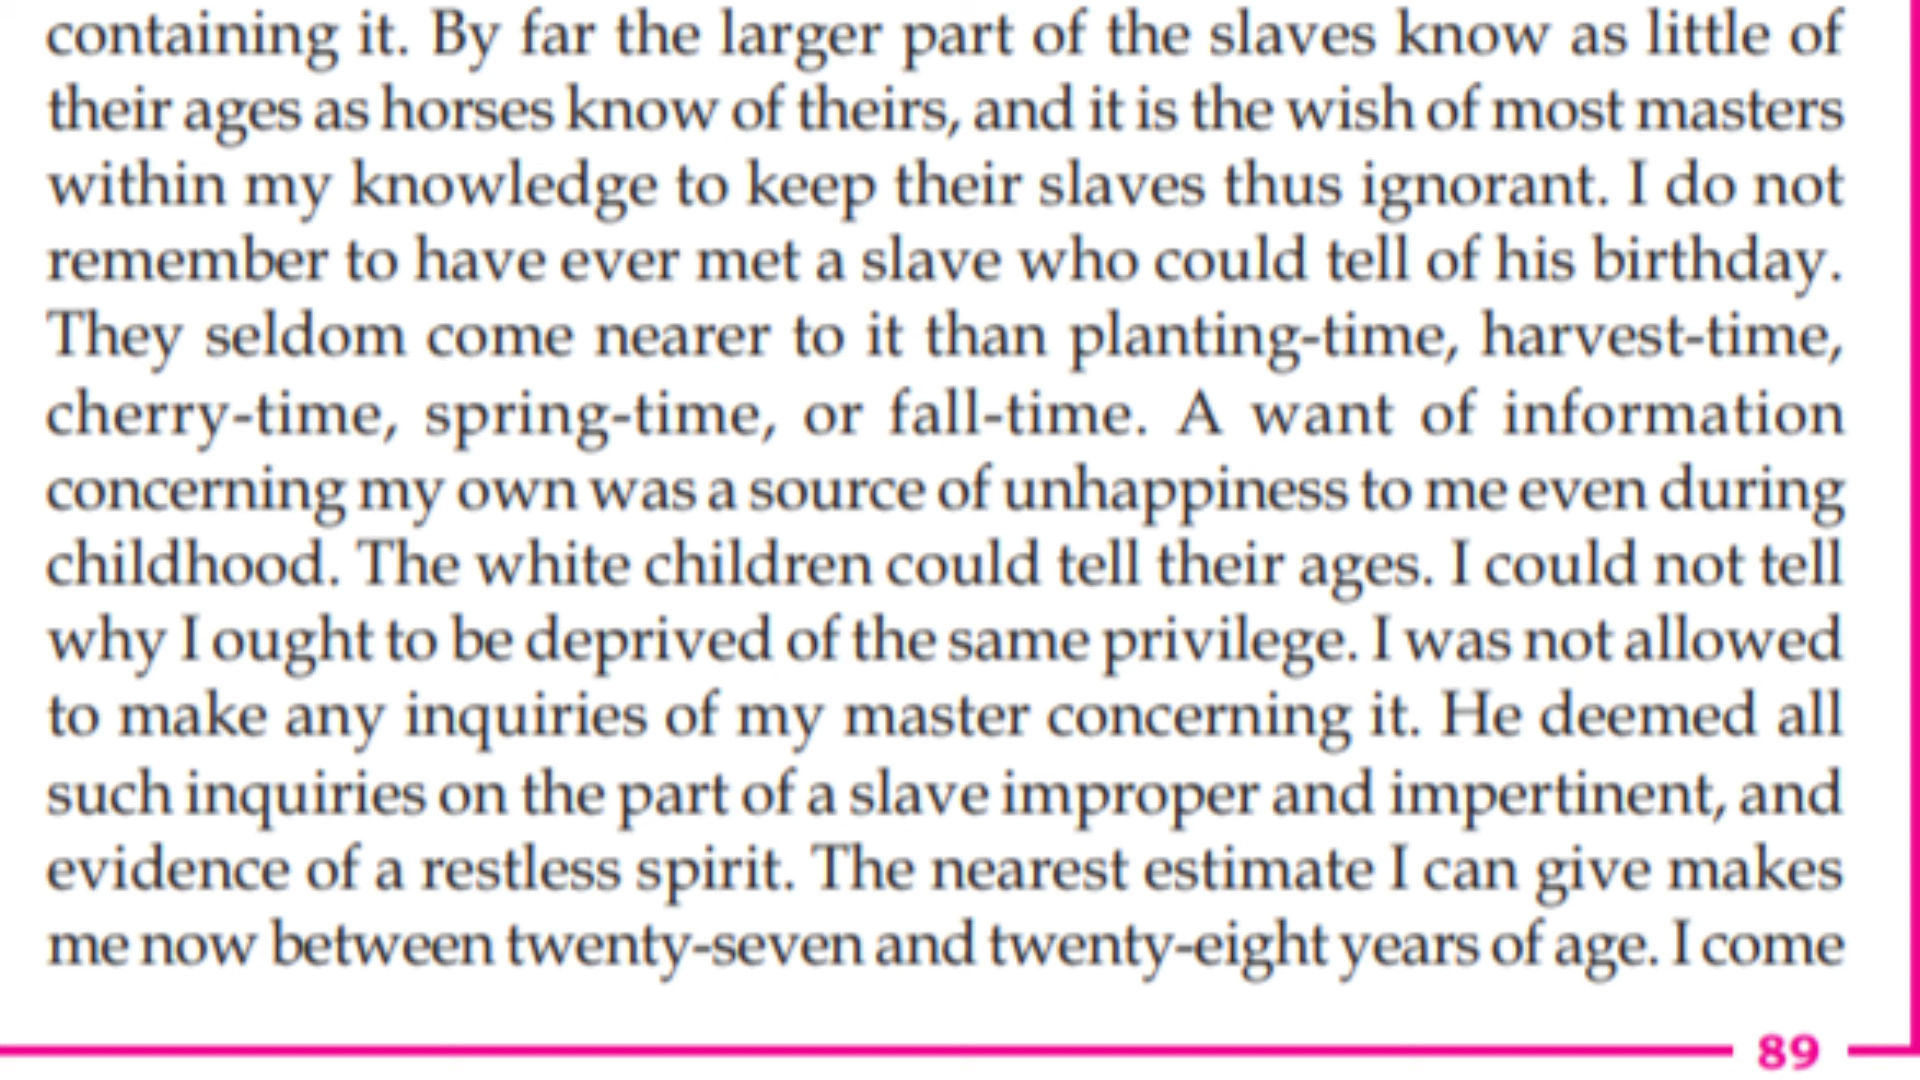 containing it. By far the larger part of the slaves know as little of
their ages as horses know of theirs, and it is the wish of most masters
within my knowledge to keep their slaves thus ignorant. I do not
remember to have ever met a slave who could tell of his birthday.
They seldom come nearer to it than planting-time, harvest-time,
cherry-time, spring-time, or fall-time. A want of information
concerning my own was a source of unhappiness to me even during
childhood. The white children could tell their ages. I could not tell
why I ought to be deprived of the same privilege. I was not allowed
to make any inquiries of my master concerning it. He deemed all
such inquiries on the part of a slave improper and impertinent, and
evidence of a restless spirit. The nearest estimate I can give makes
me now between twenty-seven and twenty-eight years of age. I come
89